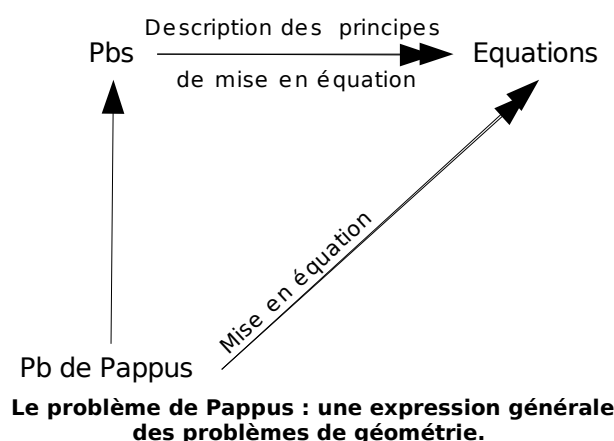 Description des principes
Pbs
Equations
de mise en équation
Mise en équation
Pb de Pappus
Le problème de Pappus : une expression générale
des problèmes de géométrie.